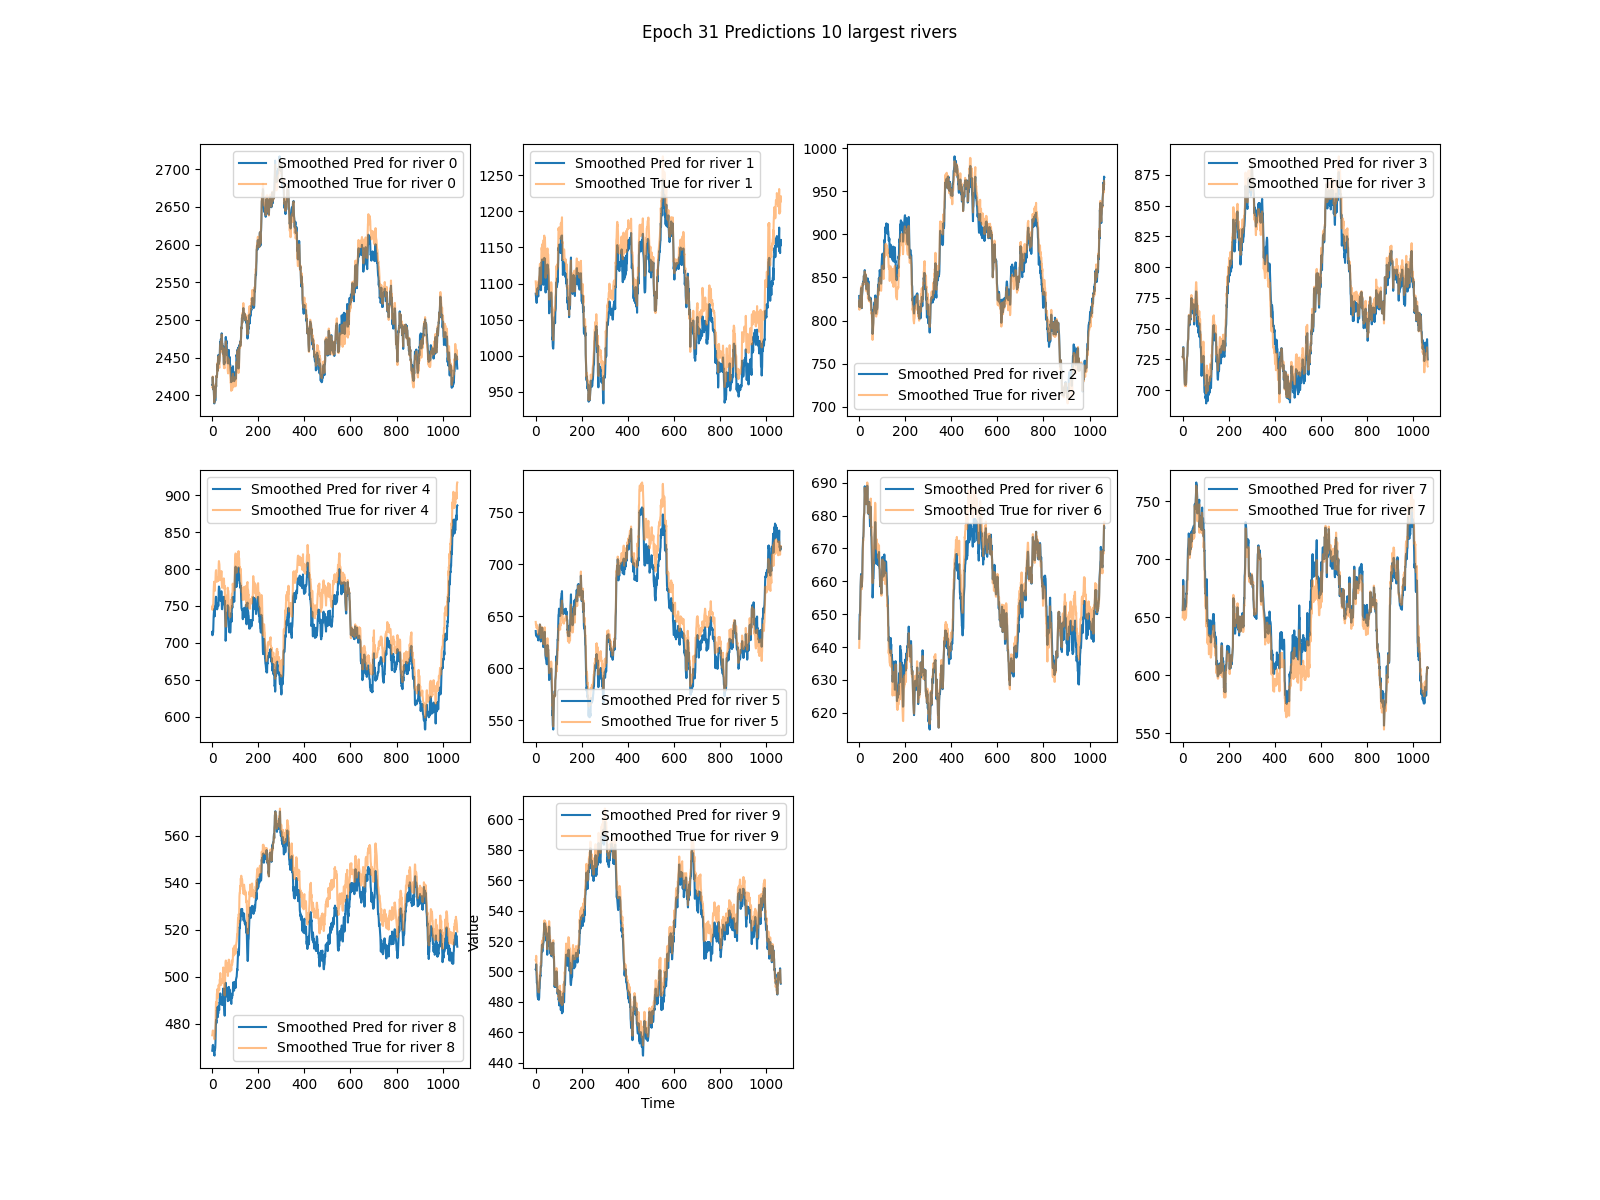 Epoch 31 Predictions 10 largest rivers
Smoothed Pred for river 0
Smoothed True for river 0
2700
2650
2600
2550
2500
2450
2400
0 200 400 600 800 1000
Smoothed Pred for river 1
Smoothed True for river 1
1250
1200
1150
1100
1050
1000
950
0 200 400 600 800 1000
1000
950
900
850
800
750
700
Smoothed Pred for river 2
Smoothed True for river 2
0 200 400 600 800 1000
Smoothed Pred for river 3
Smoothed True for river 3
875
850
825
800
775
750
725
700
0 200 400 600 800 1000
Smoothed Pred for river 4
Smoothed True for river 4
900
850
800
750
700
650
600
0 200 400 600 800 1000
750
700
650
600
550
Smoothed Pred for river 5
Smoothed True for river 5
0 200 400 600 800 1000
Smoothed Pred for river 6
Smoothed True for river 6
690
680
670
660
650
640
630
620
0 200 400 600 800 1000
Smoothed Pred for river 7
Smoothed True for river 7
750
700
650
600
550
0 200 400 600 800 1000
560
540
520
500
480
Smoothed Pred for river 8
Smoothed True for river 8
0 200 400 600 800 1000
Value
Smoothed Pred for river 9
Smoothed True for river 9
600
580
560
540
520
500
480
460
440
0 200 400 600 800 1000
Time